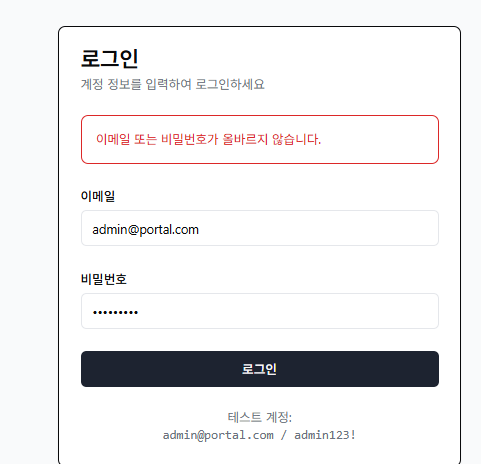 로그인
계정 정보를 입력하여 로그인하세요
이메일 또는 비밀번호가 올바르지 않습니다.
이메일
admin@portal.com
비밀번호
•••••••••
로그인
테스트 계정:
admin@portal.com / admin123!